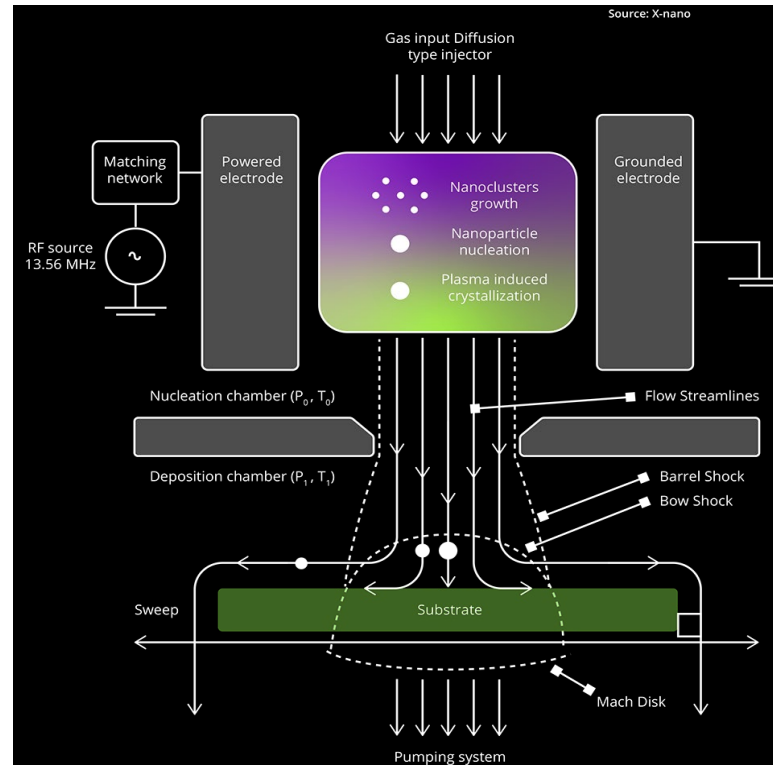 Source: X-nano
Gas input Diffusion
type injector
Matching
network
Powered
electrode
Grounded
electrode
Nanoclusters
growth
Nanoparticle
nucleation
Plasma induced
crystallization
RF source
13.56 MHz
~
Nucleation chamber (P₀, T₀)
Flow Streamlines
Deposition chamber (P₁, T₁)
Barrel Shock
Bow Shock
Sweep
Substrate
Mach Disk
Pumping system